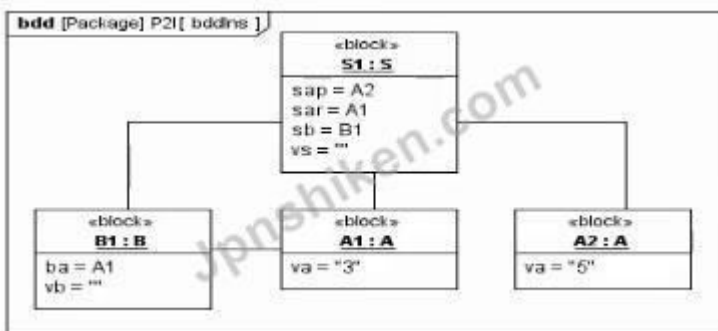 bdd [Package] P2I[ bddIns ]
«block»
S1 : S
sap = A2
sar = A1
sb = B1
vs = ""
«block»
B1 : B
ba = A1
vb = ""
«block»
A1 : A
va = "3"
«block»
A2 : A
va = "5"
Jpnshiken.com